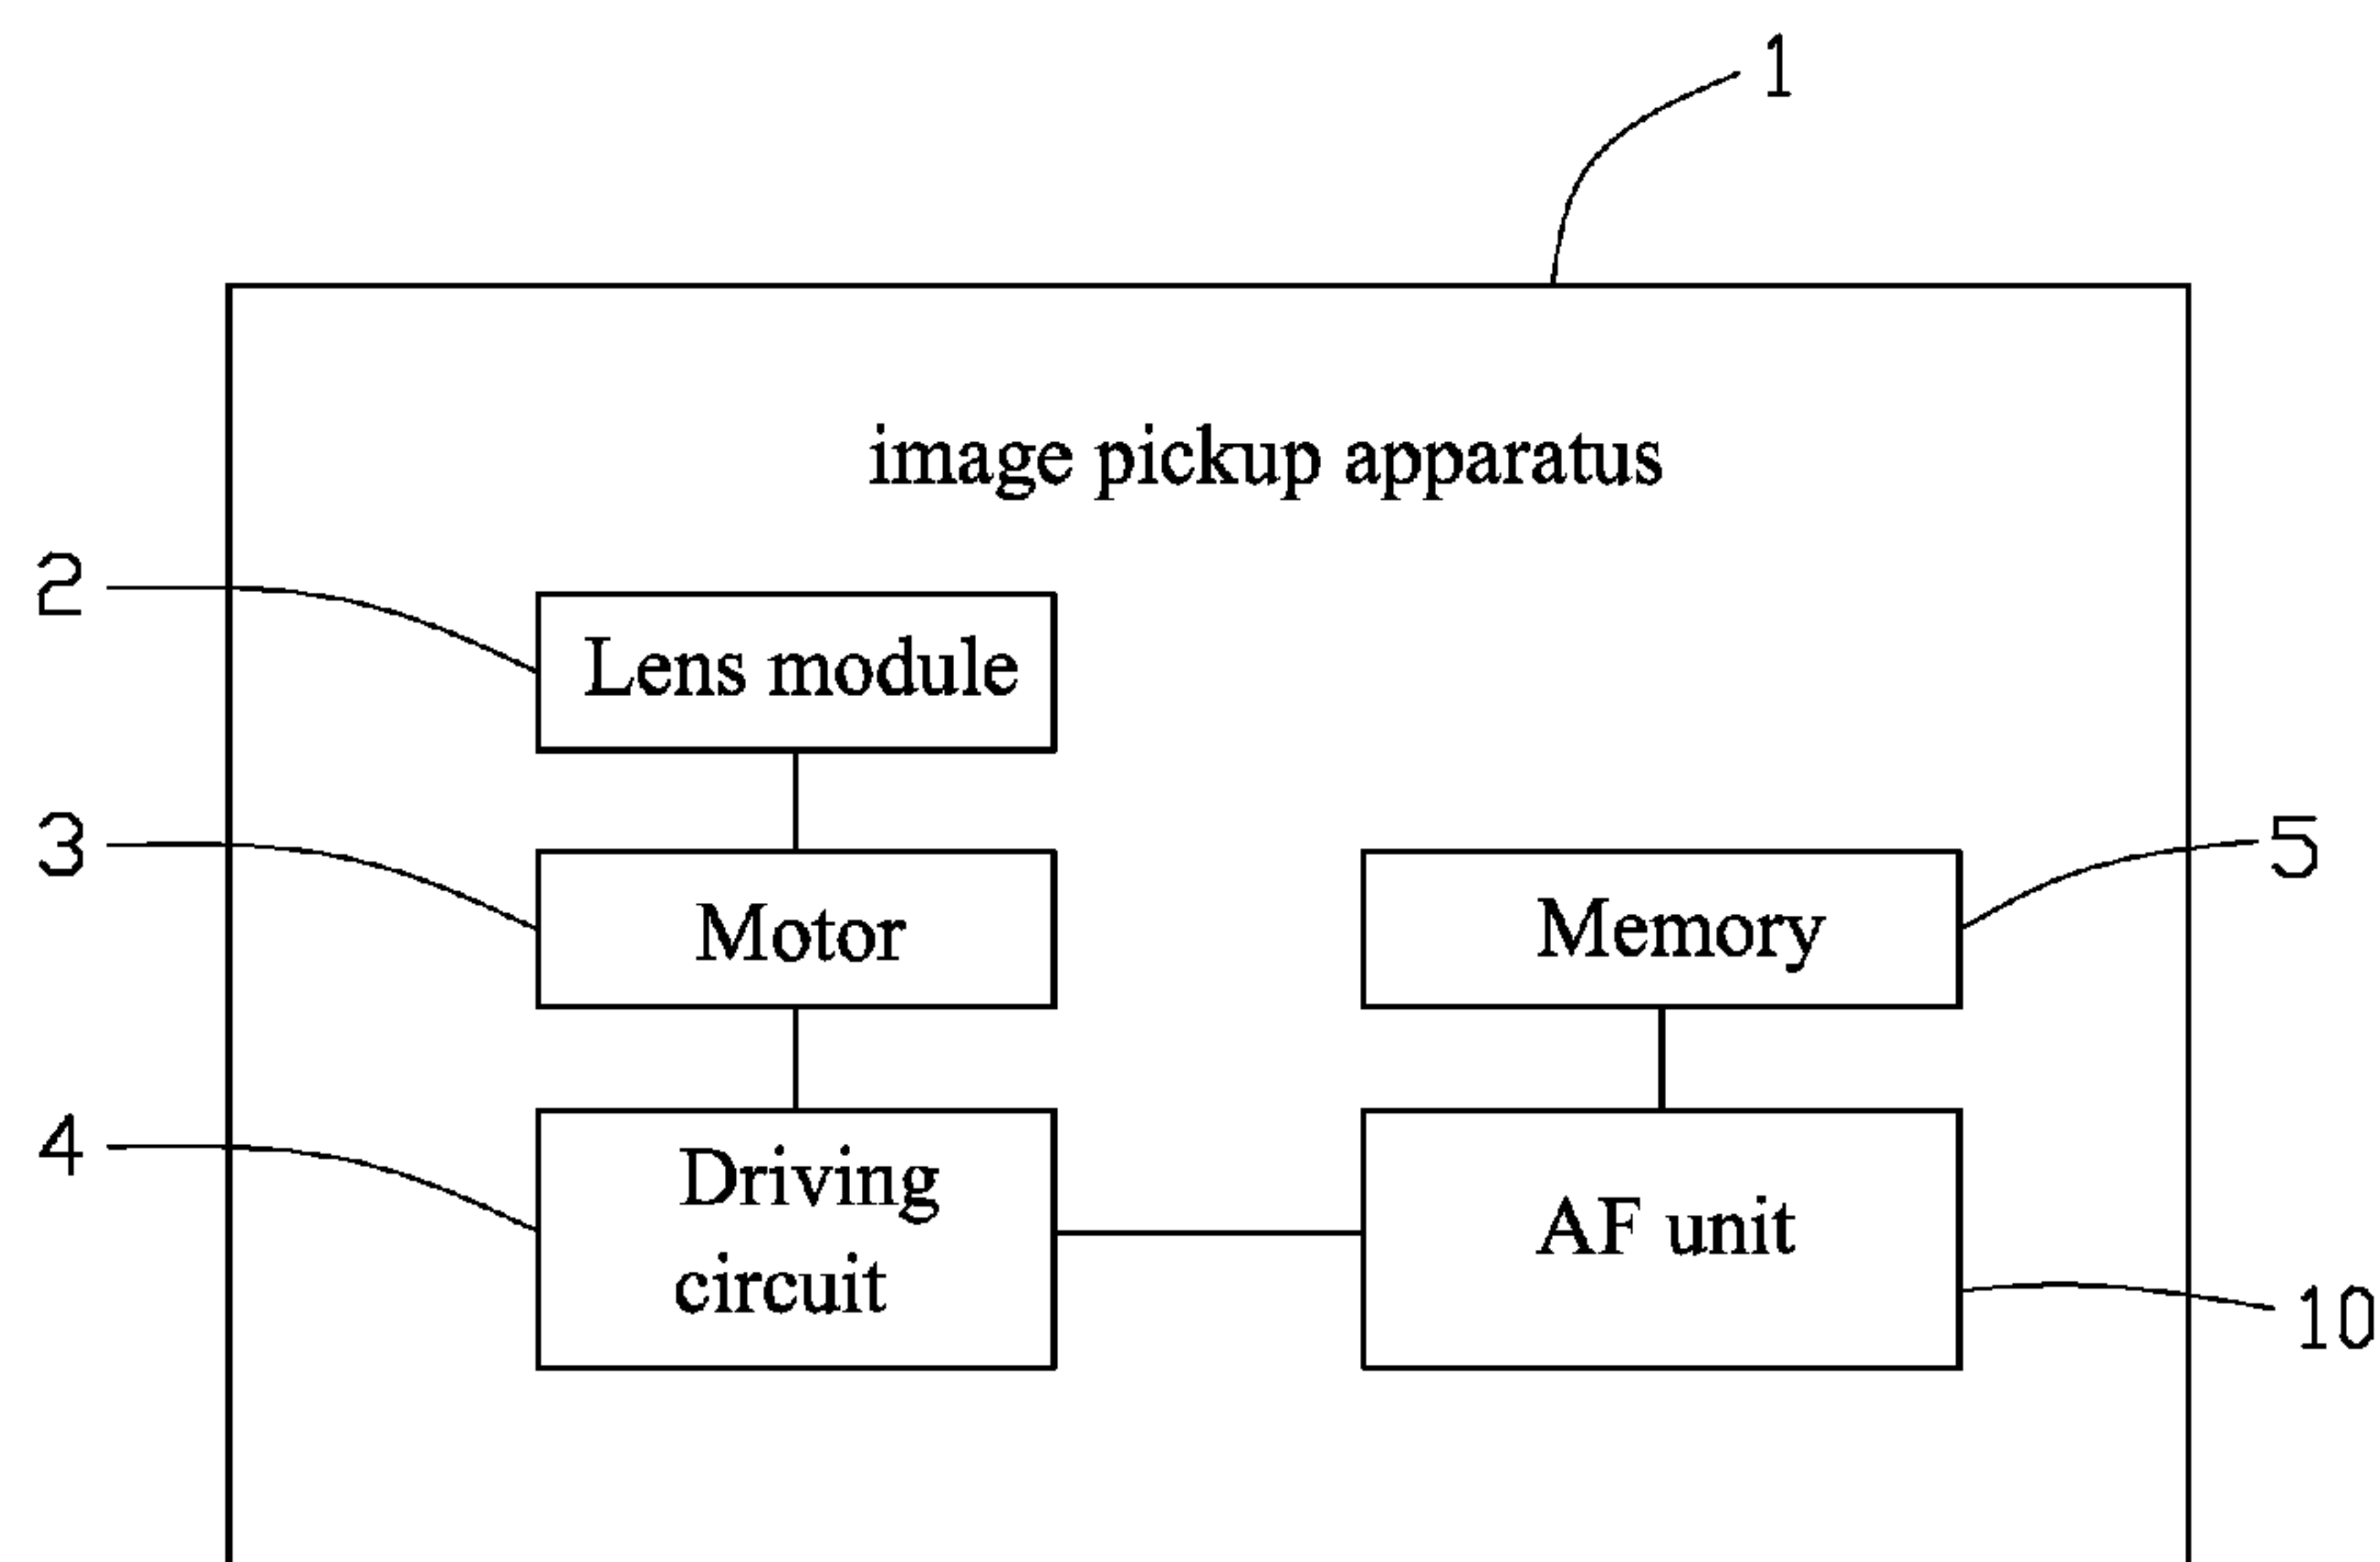 1
image pickup apparatus
2
Lens module
3
Motor
Memory
5
4
Driving
circuit
AF unit
10